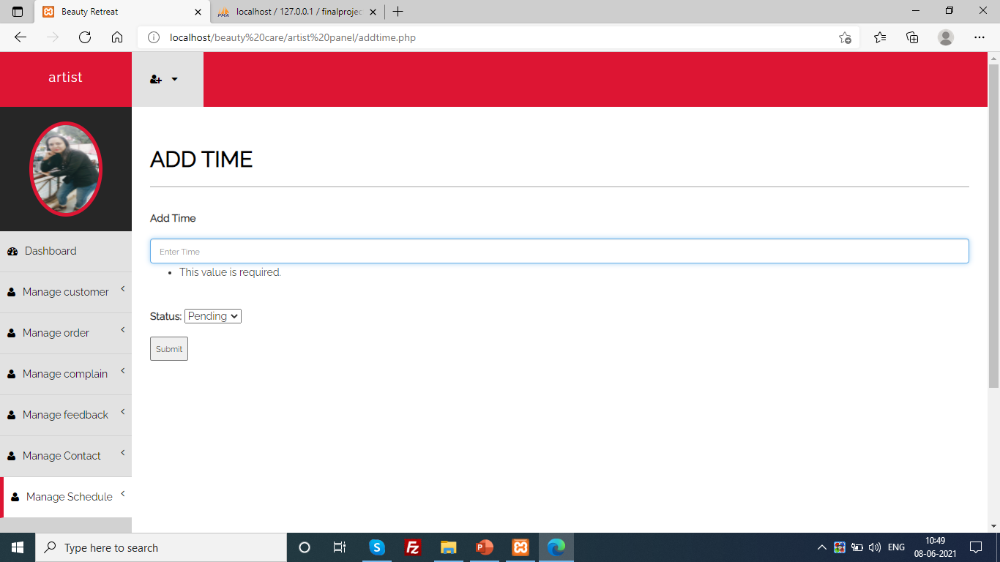 Beauty Retreat
localhost / 127.0.0.1 / finalprojec
localhost/beauty%20care/artist%20panel/addtime.php
artist
ADD TIME
Add Time
Enter Time
This value is required.
Status: Pending
Submit
Dashboard
Manage customer
Manage order
Manage complain
Manage feedback
Manage Contact
Manage Schedule
Type here to search
ENG
10:49
08-06-2021